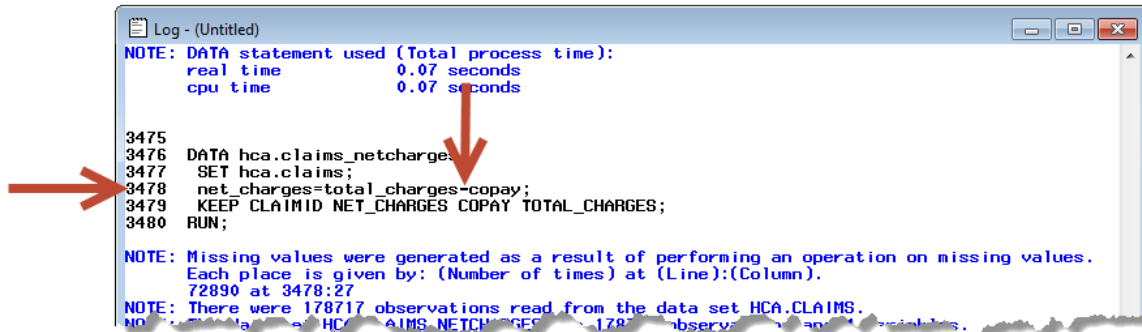 Log - (Untitled)
NOTE: DATA statement used (Total process time):
real time 0.07 seconds
cpu time 0.07 seconds
3475
3476 DATA hca.claims_netcharges
3477 SET hca.claims;
3478 net_charges=total_charges-copay;
3479 KEEP CLAIMID NET_CHARGES COPAY TOTAL_CHARGES;
3480 RUN;
NOTE: Missing values were generated as a result of performing an operation on missing values.
Each place is given by: (Number of times) at (Line):(Column).
72890 at 3478:27
NOTE: There were 178717 observations read from the data set HCA.CLAIMS.